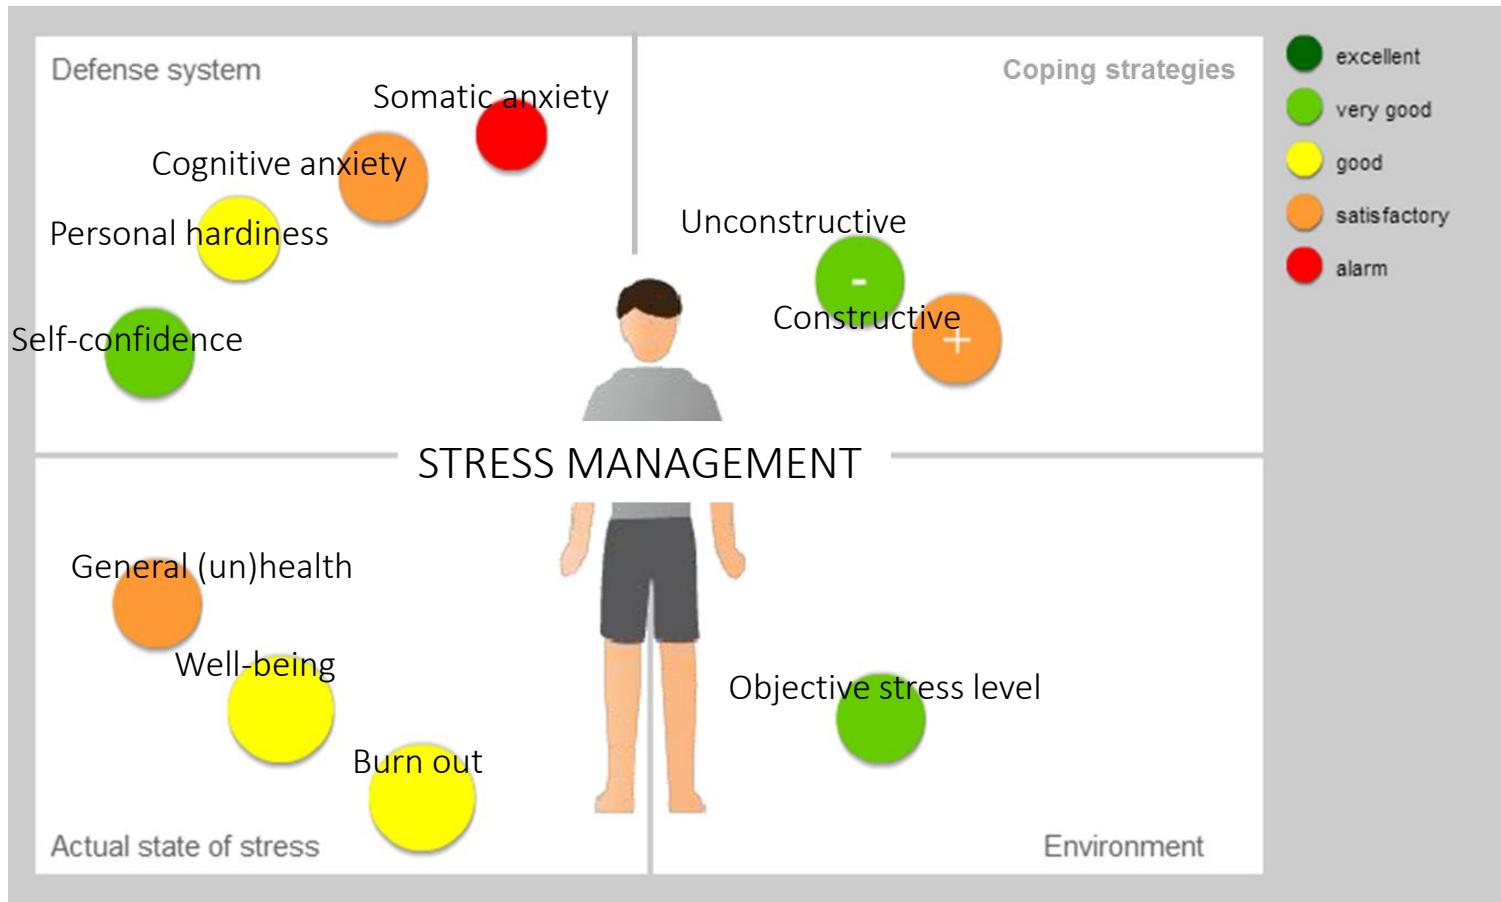 Defense system
Coping strategies
Somatic anxiety
Cognitive anxiety
Personal hardiness
Self-confidence
Unconstructive
-
Constructive
+
STRESS MANAGEMENT
General (un)health
Well-being
Burn out
Actual state of stress
Objective stress level
Environment
excellent
very good
good
satisfactory
alarm